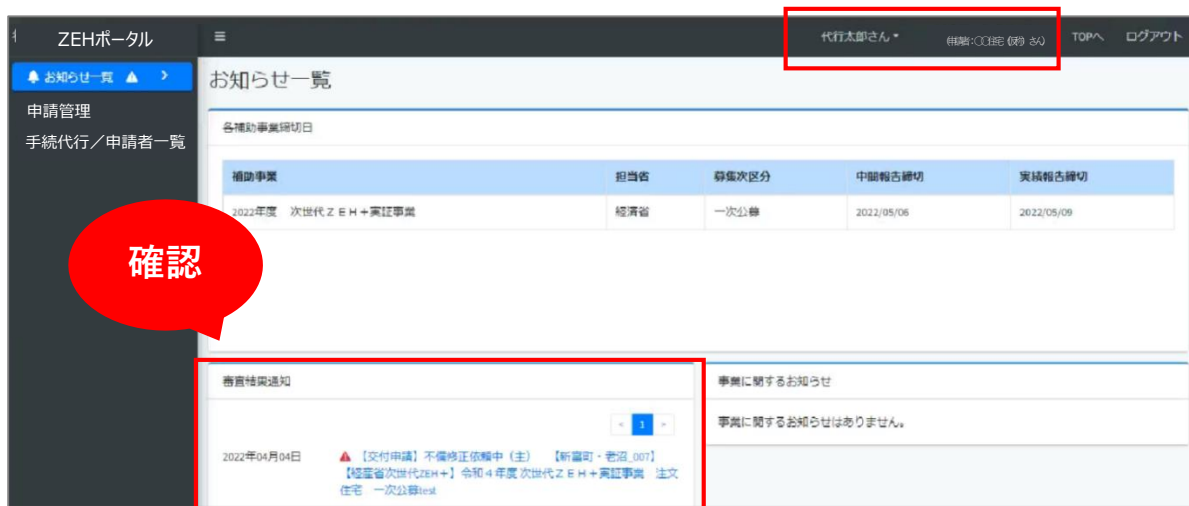 ZEHポータル
代行太郎さん
TOPへ
ログアウト
お知らせ一覧
申請管理
手続代行／申請者一覧
お知らせ一覧
各補助事業締切日
補助事業 担当省 募集次区分 中間報告締切 実績報告締切
2022年度 次世代ＺＥＨ+実証事業 経済省 一次公募 2022/05/06 2022/05/09
確認
審査結果通知
< 1 >
2022年04月04日 【交付申請】不備修正依頼中（主） 【新富町・老沼_007】
【経産省次世代ZEH+】令和４年度 次世代ＺＥＨ+実証事業 注文
住宅 一次公募test
事業に関するお知らせ
事業に関するお知らせはありません。